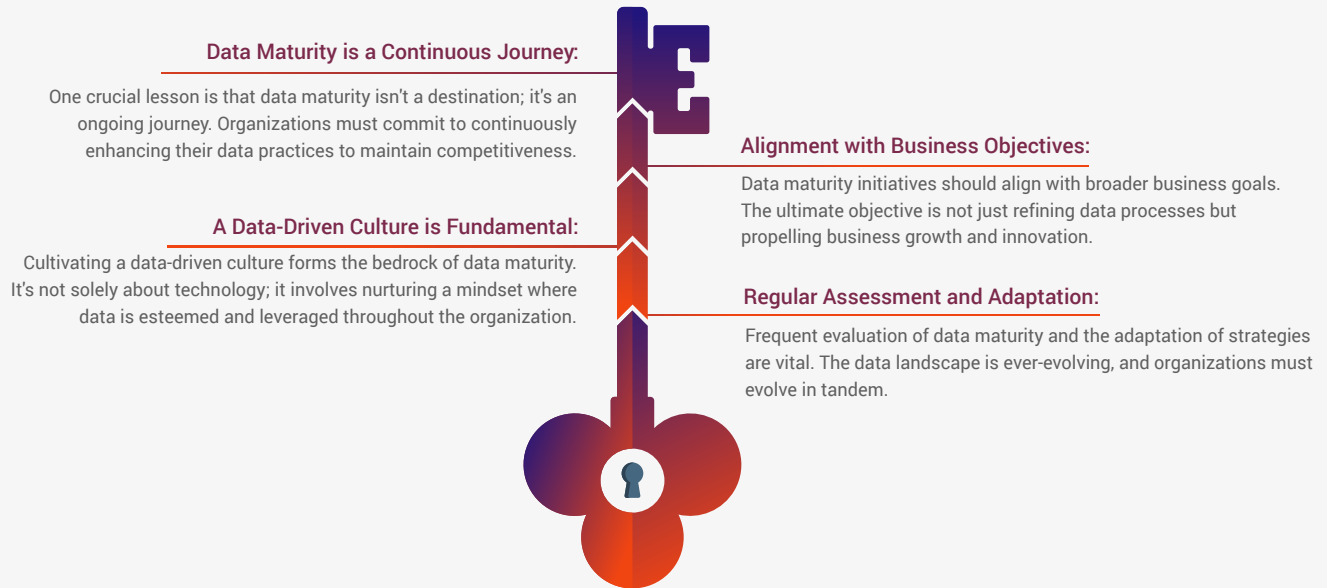 Data Maturity is a Continuous Journey:
One crucial lesson is that data maturity isn't a destination; it's an
ongoing journey. Organizations must commit to continuously
enhancing their data practices to maintain competitiveness.
Alignment with Business Objectives:
Data maturity initiatives should align with broader business goals.
The ultimate objective is not just refining data processes but
propelling business growth and innovation.
A Data-Driven Culture is Fundamental:
Cultivating a data-driven culture forms the bedrock of data maturity.
It's not solely about technology; it involves nurturing a mindset where
data is esteemed and leveraged throughout the organization.
Regular Assessment and Adaptation:
Frequent evaluation of data maturity and the adaptation of strategies
are vital. The data landscape is ever-evolving, and organizations must
evolve in tandem.